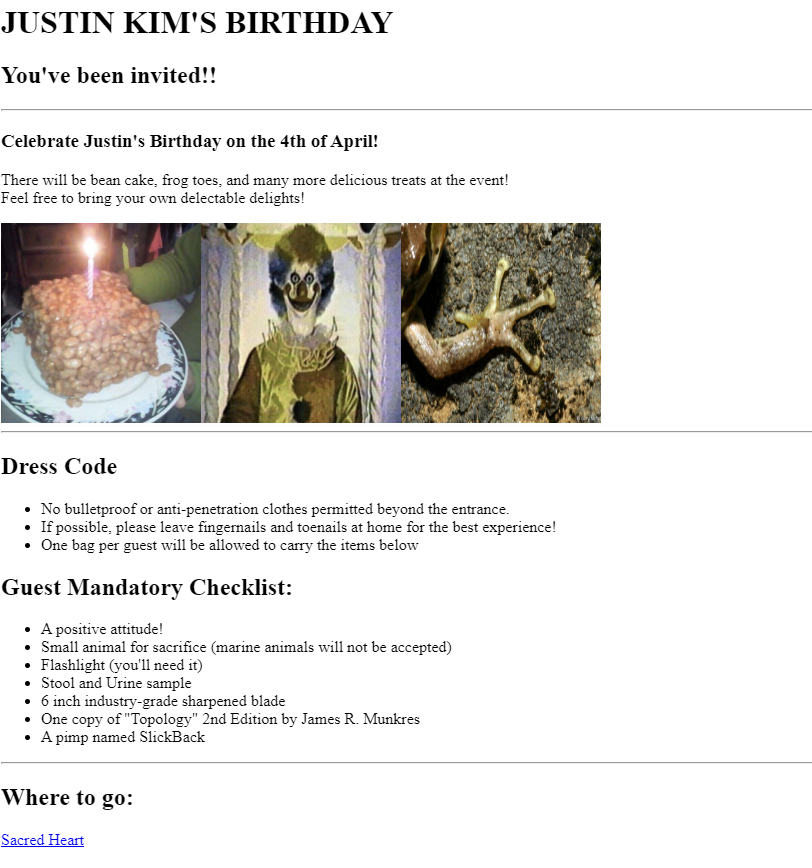 JUSTIN KIM'S BIRTHDAY
You've been invited!!
Celebrate Justin's Birthday on the 4th of April!
There will be bean cake, frog toes, and many more delicious treats at the event!
Feel free to bring your own delectable delights!
Dress Code
No bulletproof or anti-penetration clothes permitted beyond the entrance.
If possible, please leave fingernails and toenails at home for the best experience!
One bag per guest will be allowed to carry the items below
Guest Mandatory Checklist:
A positive attitude!
Small animal for sacrifice (marine animals will not be accepted)
Flashlight (you'll need it)
Stool and Urine sample
6 inch industry-grade sharpened blade
One copy of "Topology" 2nd Edition by James R. Munkres
A pimp named SlickBack
Where to go:
Sacred Heart